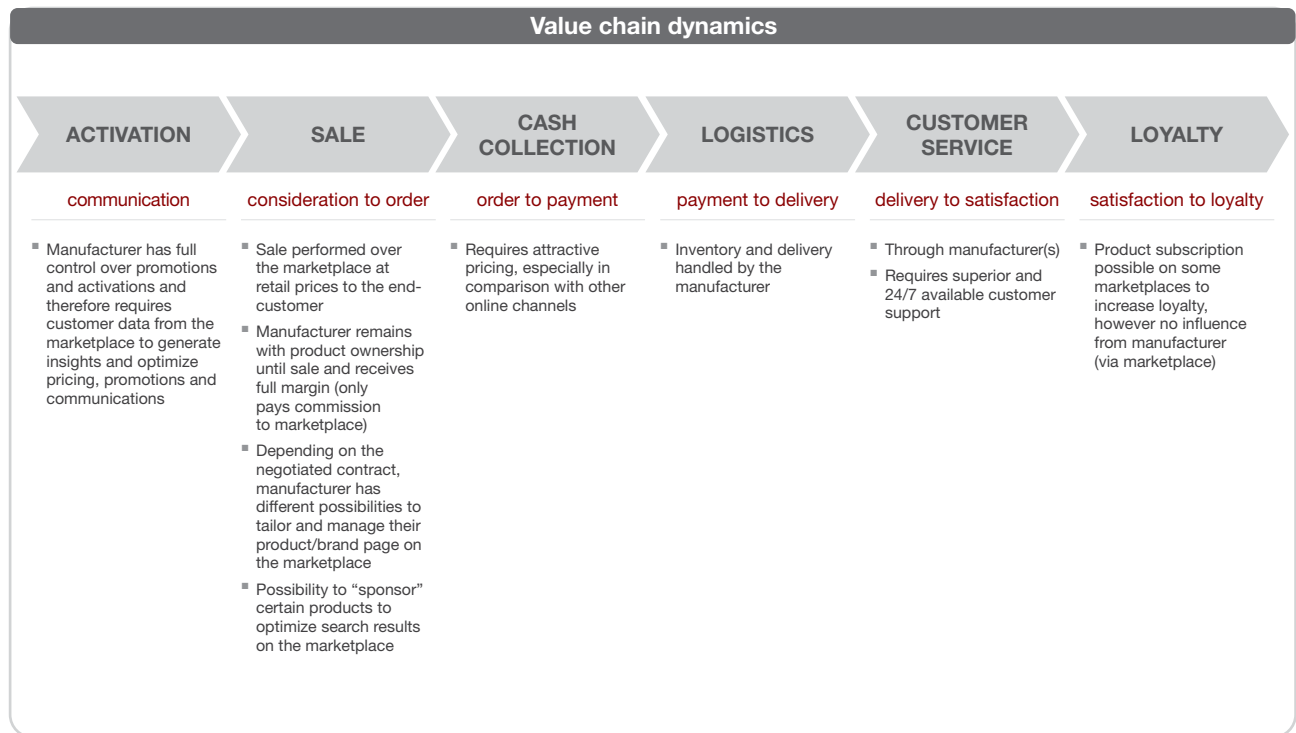 Value chain dynamics
ACTIVATION
SALE
CASH
COLLECTION
LOGISTICS
CUSTOMER
SERVICE
LOYALTY
communication
consideration to order
order to payment
payment to delivery
delivery to satisfaction
satisfaction to loyalty
▪ Manufacturer has full
control over promotions
and activations and
therefore requires
customer data from the
marketplace to generate
insights and optimize
pricing, promotions and
communications
▪ Sale performed over
the marketplace at
retail prices to the end-
customer
▪ Manufacturer remains
with product ownership
until sale and receives
full margin (only
pays commission
to marketplace)
▪ Depending on the
negotiated contract,
manufacturer has
different possibilities to
tailor and manage their
product/brand page on
the marketplace
▪ Possibility to “sponsor”
certain products to
optimize search results
on the marketplace
▪ Requires attractive
pricing, especially in
comparison with other
online channels
▪ Inventory and delivery
handled by the
manufacturer
▪ Through manufacturer(s)
▪ Requires superior and
24/7 available customer
support
▪ Product subscription
possible on some
marketplaces to
increase loyalty,
however no influence
from manufacturer
(via marketplace)